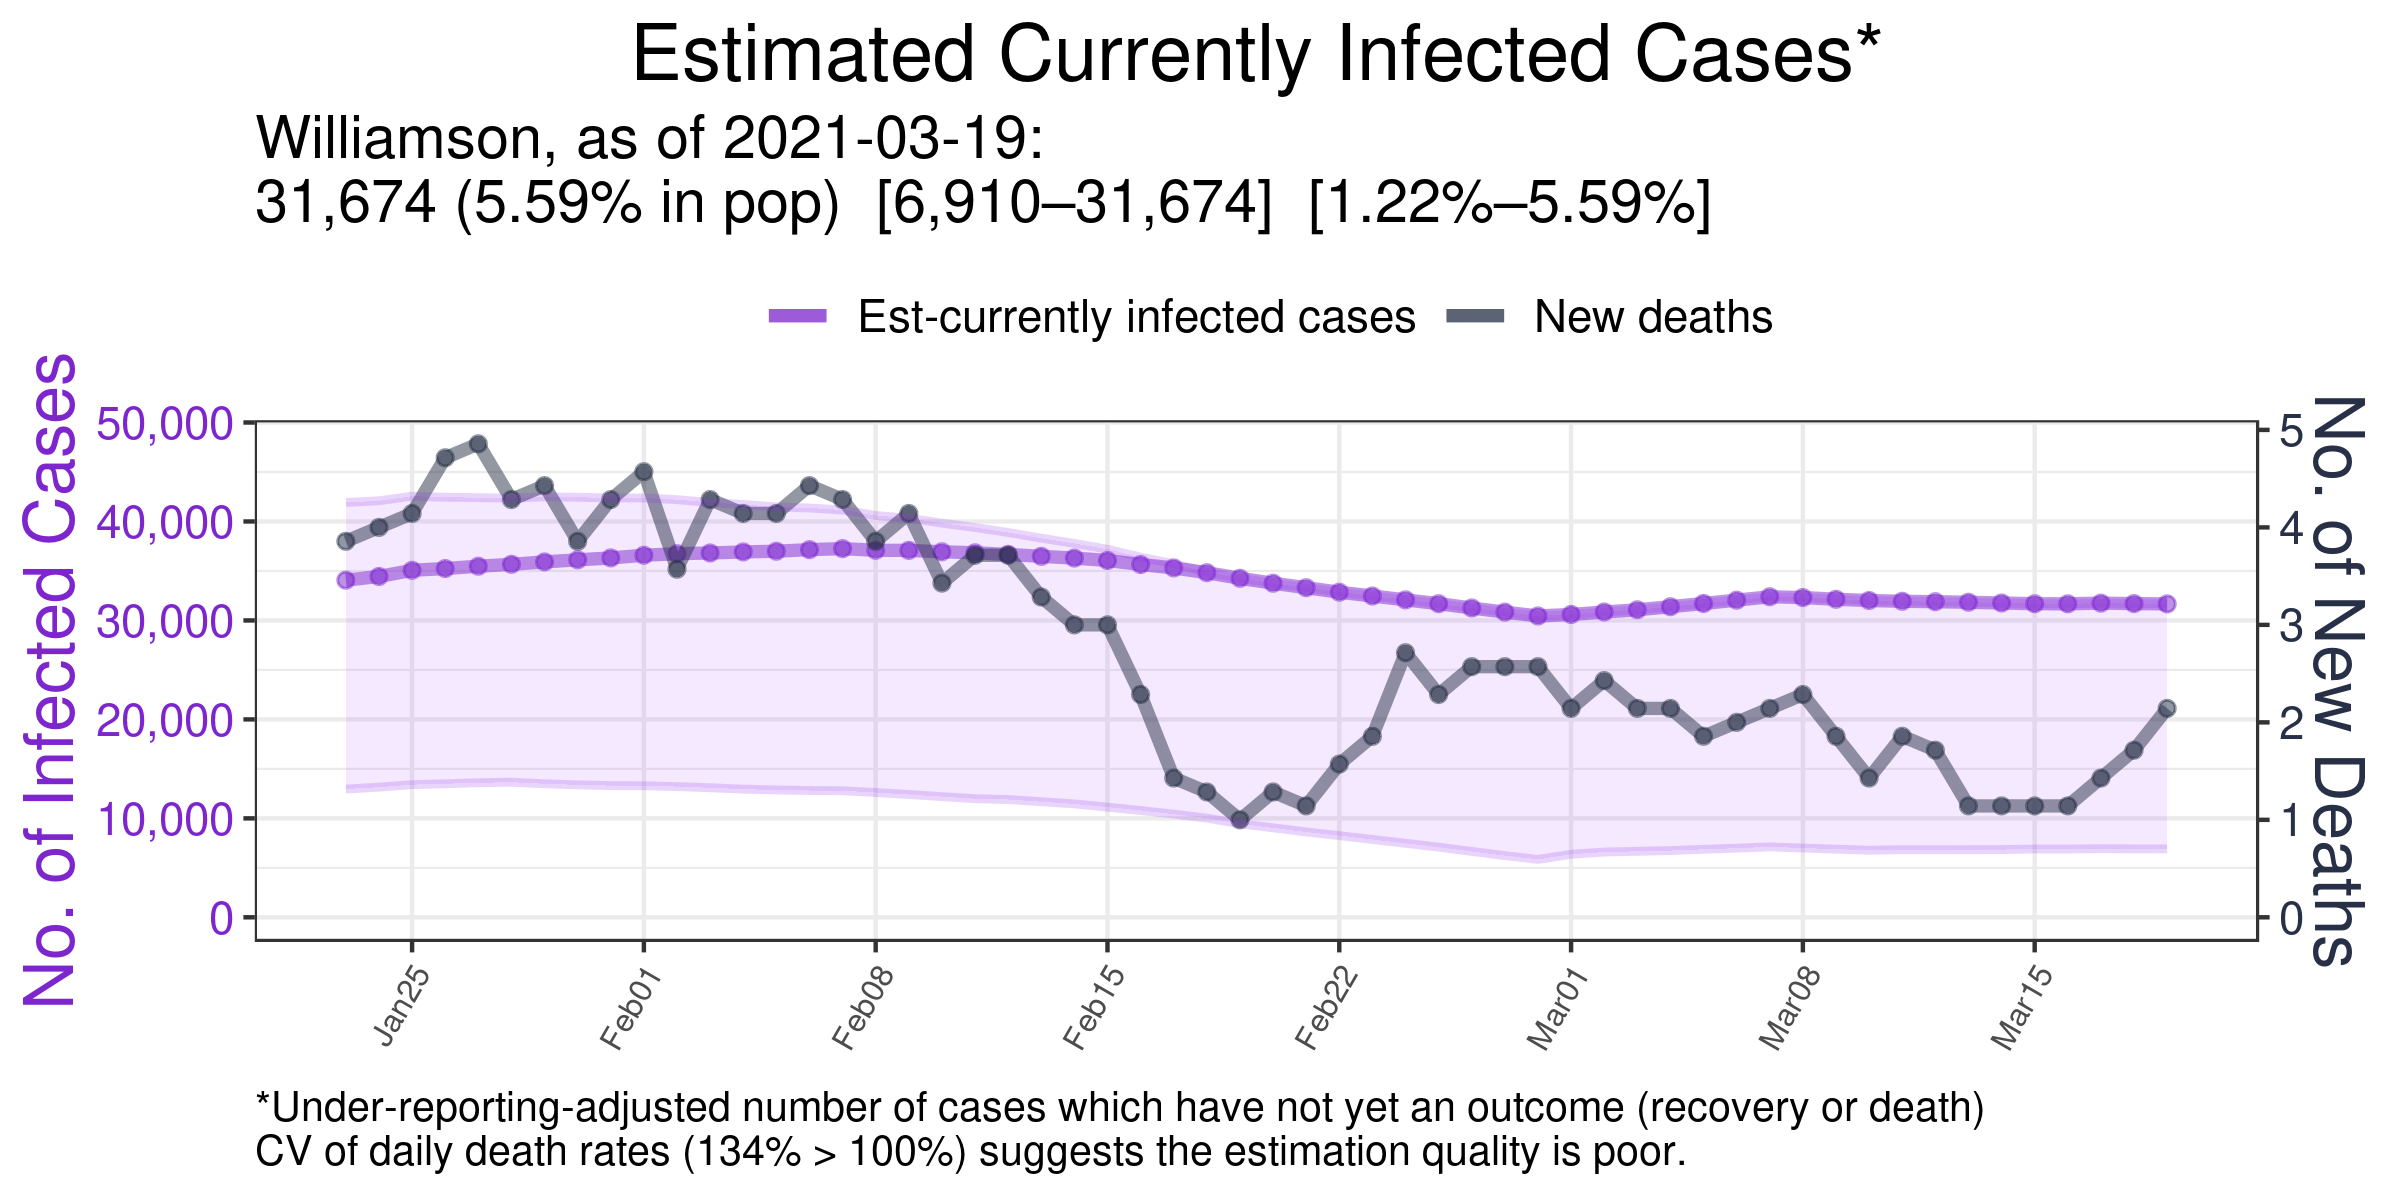 Estimated Currently Infected Cases*
Williamson, as of 2021-03-19:
31,674 (5.59% in pop)  [6,910–31,674]  [1.22%–5.59%]
Est-currently infected cases
New deaths
No. of Infected Cases
50,000
40,000
30,000
20,000
10,000
0
5
4
3
2
1
0
No. of New Deaths
Jan25
Feb01
Feb08
Feb15
Feb22
Mar01
Mar08
Mar15
*Under-reporting-adjusted number of cases which have not yet an outcome (recovery or death)
CV of daily death rates (134% > 100%) suggests the estimation quality is poor.